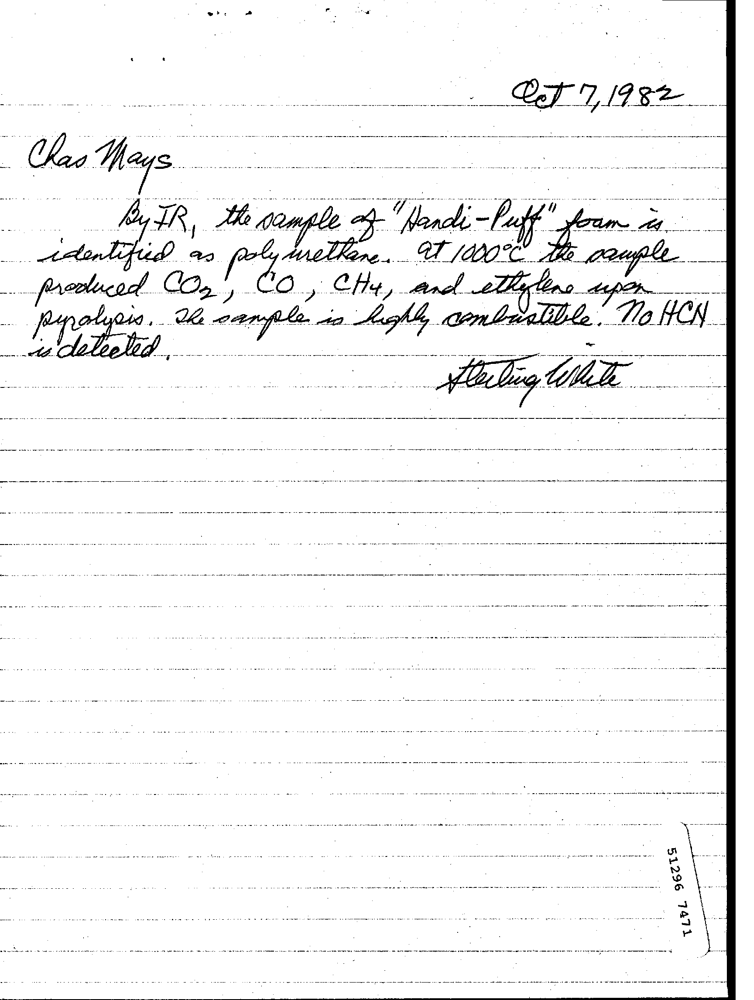 Oct 7, 1982
Chas Mays
By IR, the sample of "Handi-Puff" foam is
identified as polyurethane. At 1000°C the sample
produced CO2, CO, CH4, and ethylene upon
pyrolysis. The sample is highly combustible. No HCN
is detected.
Sterling White
51296 7471